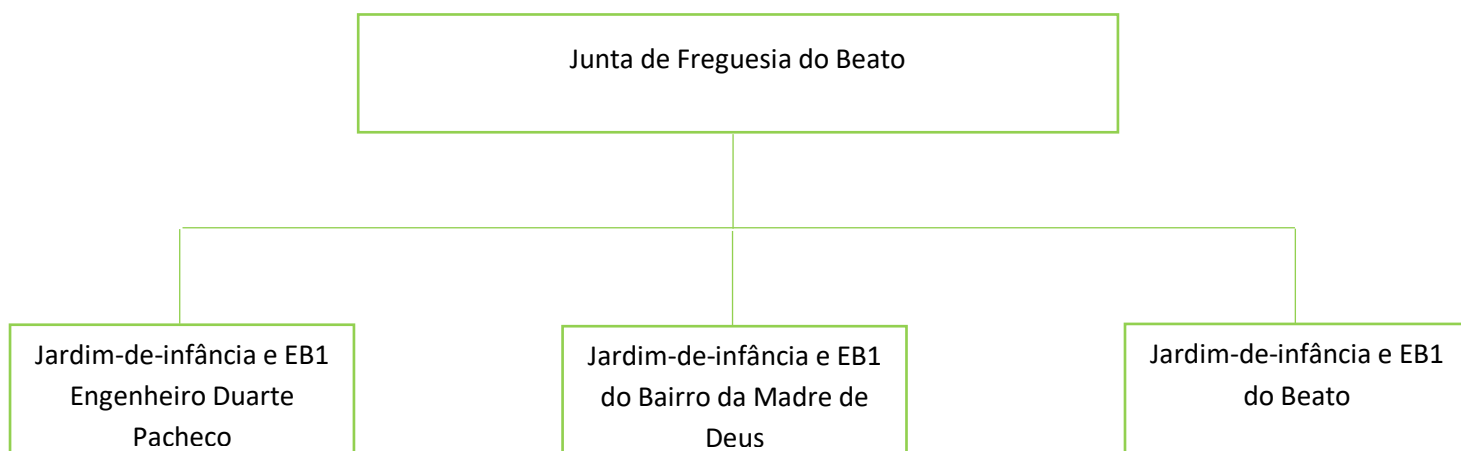 Junta de Freguesia do Beato
Jardim-de-infância e EB1
Engenheiro Duarte
Pacheco
Jardim-de-infância e EB1
do Bairro da Madre de
Deus
Jardim-de-infância e EB1
do Beato